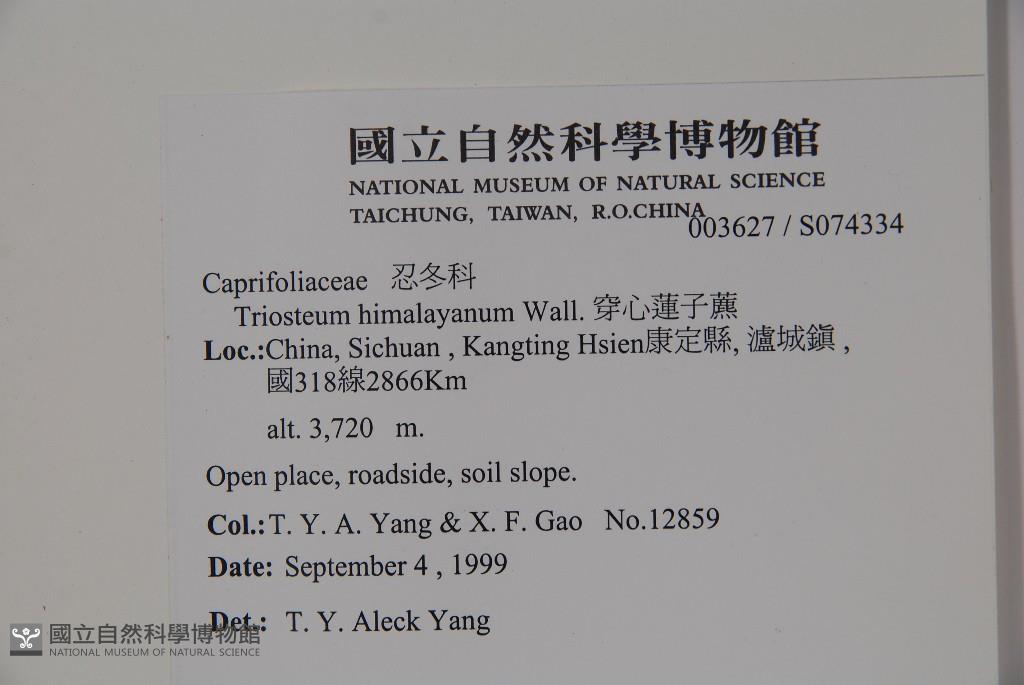 國立自然科學博物館
NATIONAL MUSEUM OF NATURAL SCIENCE
TAICHUNG, TAIWAN, R.O.CHINA
003627 / S074334
Caprifoliaceae 忍冬科
Triosteum himalayanum Wall. 穿心蓮子藨
Loc.:China, Sichuan , Kangting Hsien康定縣, 瀘城鎭 ,
國318線2866Km
alt. 3,720 m.
Open place, roadside, soil slope.
Col.:T. Y. A. Yang & X. F. Gao No.12859
Date: September 4 , 1999
Det.: T. Y. Aleck Yang
國立自然科學博物館
NATIONAL MUSEUM OF NATURAL SCIENCE